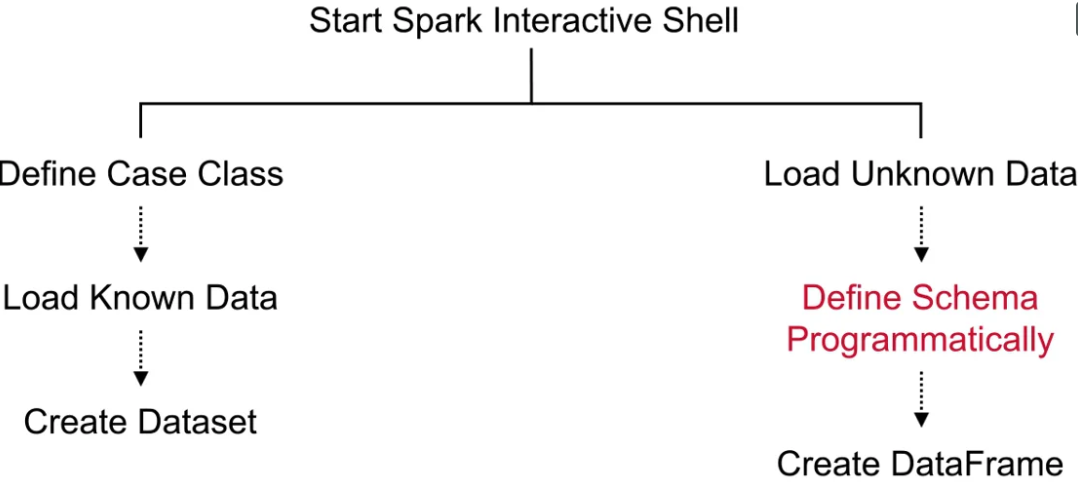 Start Spark Interactive Shell
Define Case Class
Load Known Data
Create Dataset
Load Unknown Data
Define Schema
Programmatically
Create DataFrame